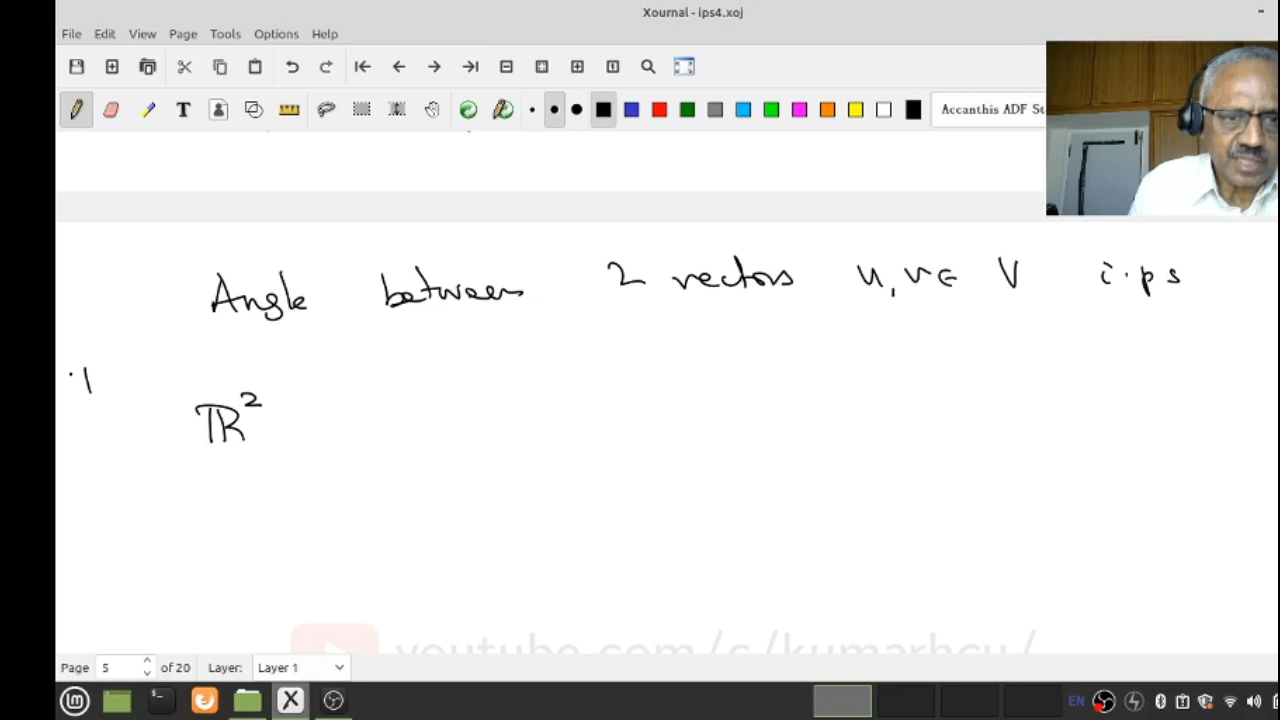 Xournal - ips4.xoj
File Edit View Page Tools Options Help
Accanthis ADF St
Angle between 2 vectors u, v ∈ V i.p s
ℝ²
youtube.com/c/kumarhcu/
Page 5 of 20 Layer: Layer 1
EN